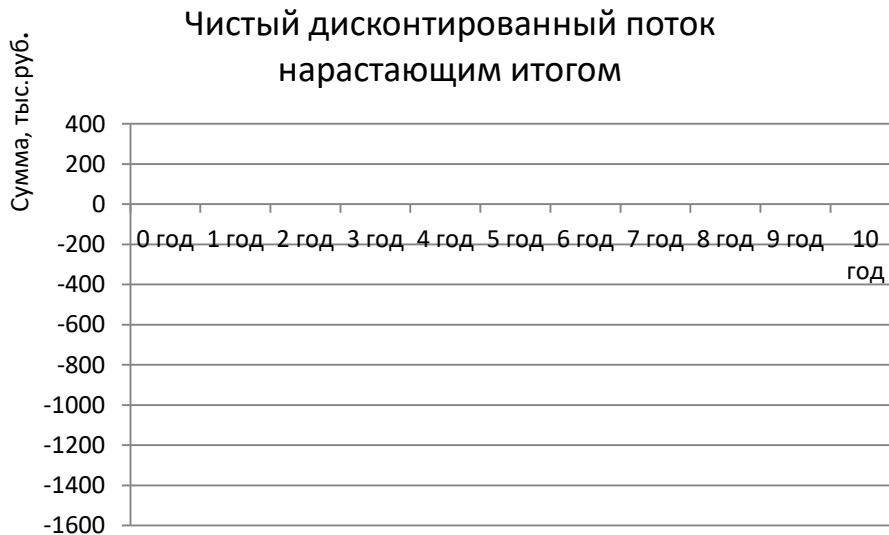 Чистый дисконтированный поток
нарастающим итогом
Сумма, тыс.руб.
400
200
0
-200
-400
-600
-800
-1000
-1200
-1400
-1600
0 год 1 год 2 год 3 год 4 год 5 год 6 год 7 год 8 год 9 год 10
год